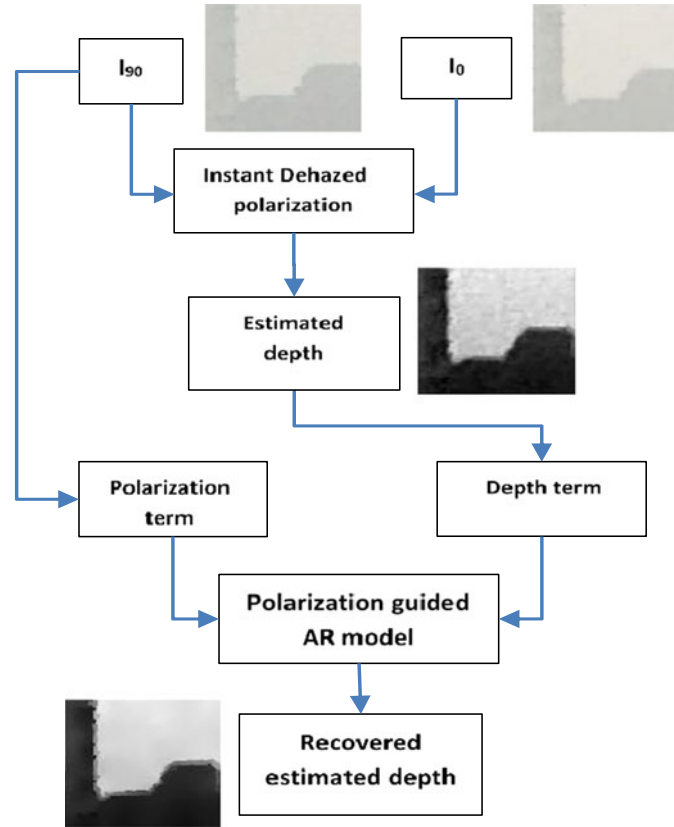 I₉₀
I₀
Instant Dehazed
polarization
Estimated
depth
Polarization
term
Depth term
Polarization guided
AR model
Recovered
estimated depth